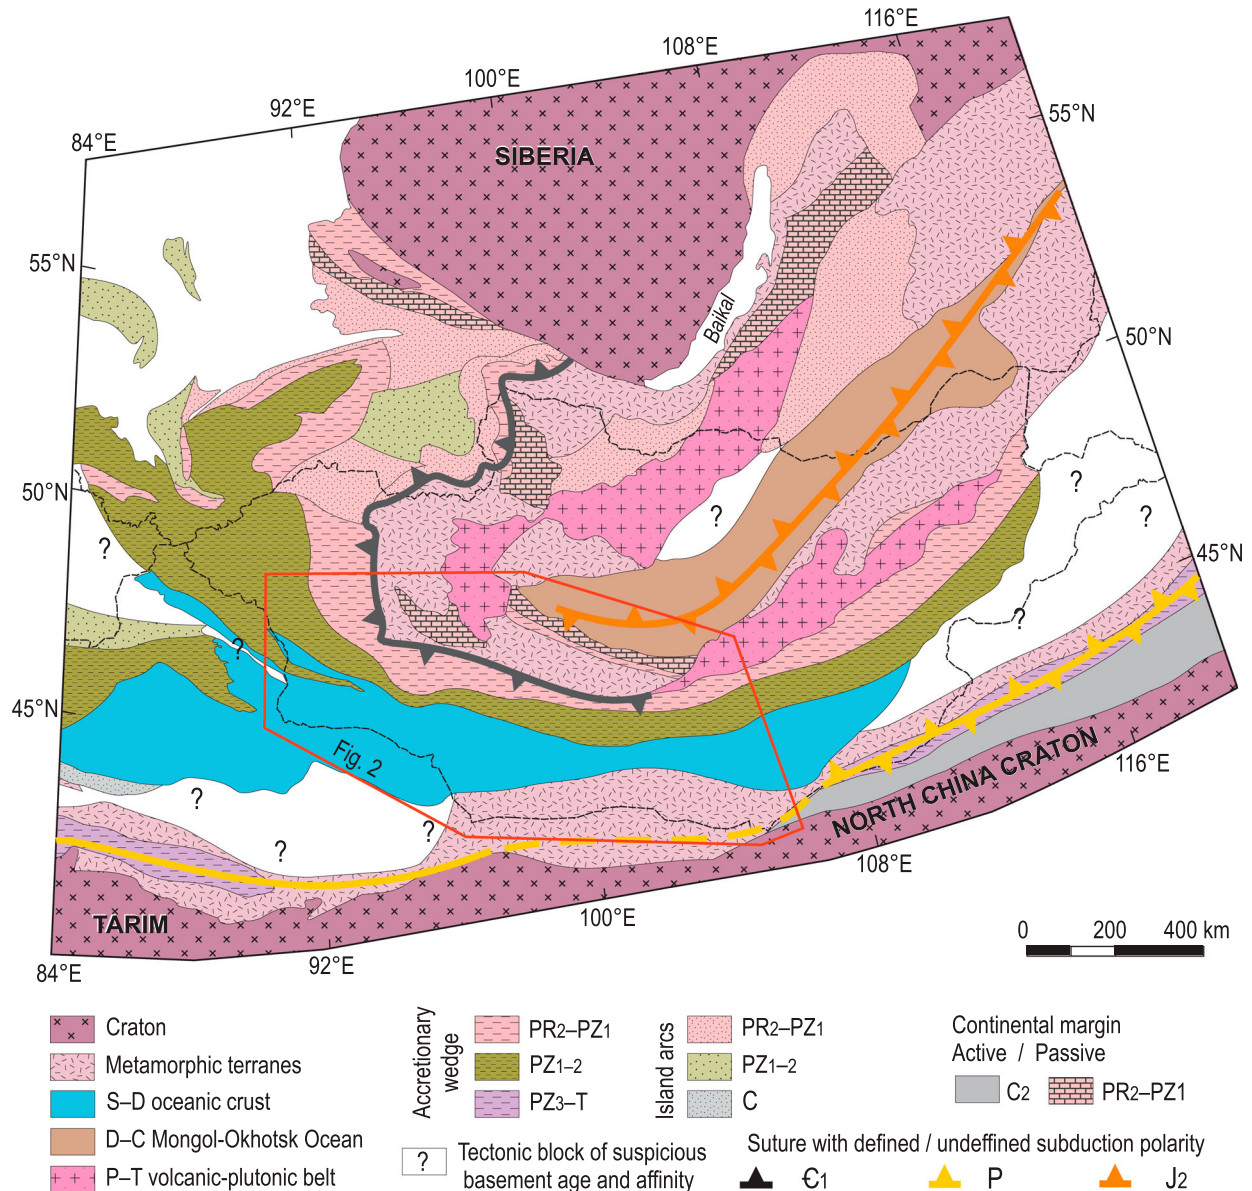 116°E
108°E
100°E
92°E
84°E
55°N
SIBERIA
55°N
Baikal
50°N
50°N
?
?
?
?
45°N
?
?
45°N
Fig. 2
116°E
NORTH CHINA CRATON
?
?
?
108°E
TARIM
100°E
92°E
84°E
0 200 400 km
Craton
Metamorphic terranes
S–D oceanic crust
D–C Mongol-Okhotsk Ocean
P–T volcanic-plutonic belt
Accretionary
wedge
PR2–PZ1
PZ1–2
PZ3–T
Island arcs
PR2–PZ1
PZ1–2
C
Continental margin
Active / Passive
C2 PR2–PZ1
? Tectonic block of suspicious
basement age and affinity
Suture with defined / undeffined subduction polarity
Є1 P J2